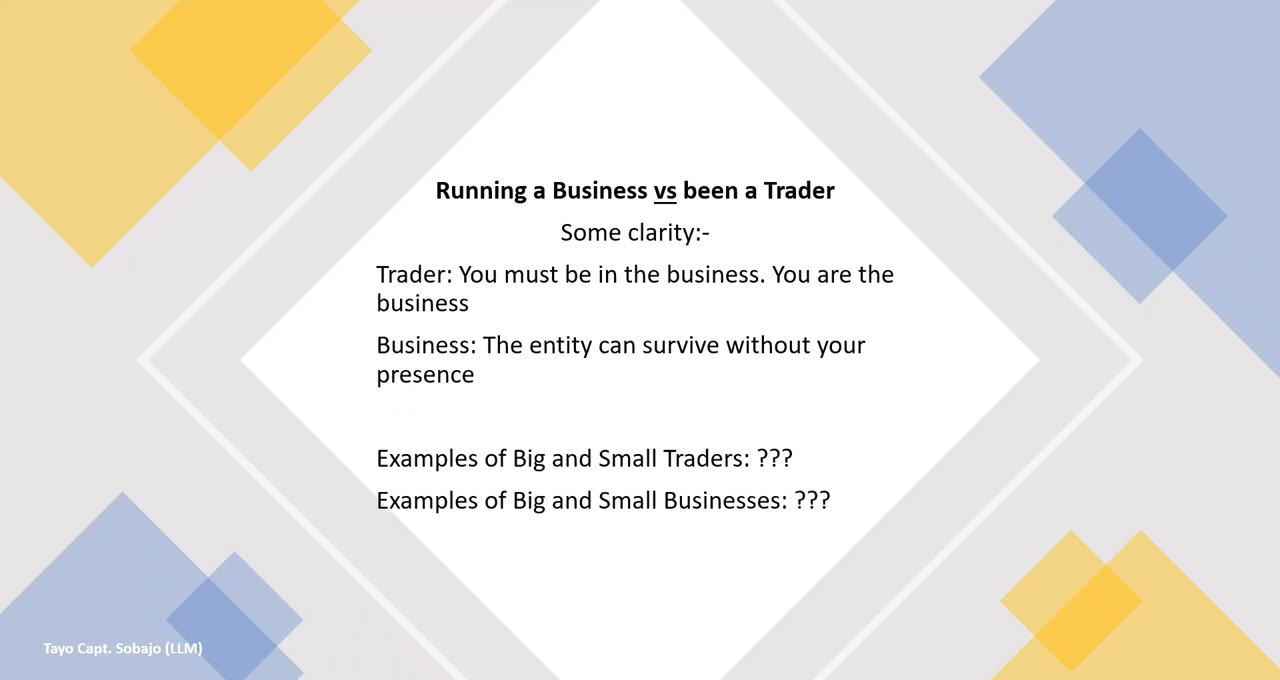 Running a Business vs been a Trader
Some clarity:-
Trader: You must be in the business. You are the
business
Business: The entity can survive without your
presence
Examples of Big and Small Traders: ???
Examples of Big and Small Businesses: ???
Tayo Capt. Sobajo (LLM)